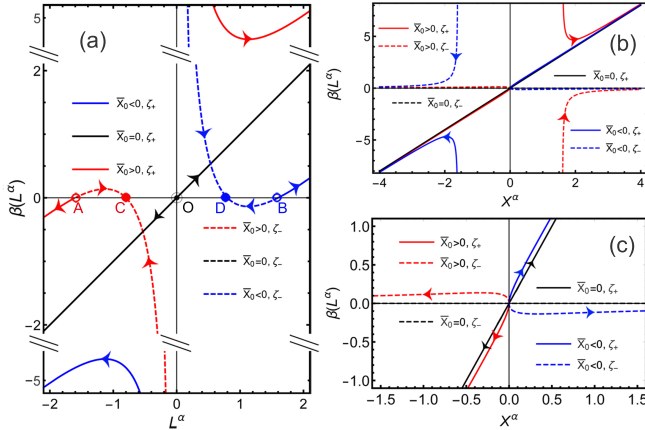 (a)
5
2
0
-2
-5
β(L^α)
X̄₀<0, ζ₊
X̄₀=0, ζ₊
X̄₀>0, ζ₊
A
C
O
D
B
X̄₀>0, ζ₋
X̄₀=0, ζ₋
X̄₀<0, ζ₋
-2 -1 0 1 2
L^α
(b)
5
0
-5
β(L^α)
X̄₀>0, ζ₊
X̄₀>0, ζ₋
X̄₀=0, ζ₊
X̄₀=0, ζ₋
X̄₀<0, ζ₊
X̄₀<0, ζ₋
-4 -2 0 2 4
X^α
(c)
1.0
0.5
0.0
-0.5
-1.0
β(L^α)
X̄₀>0, ζ₊
X̄₀>0, ζ₋
X̄₀=0, ζ₊
X̄₀=0, ζ₋
X̄₀<0, ζ₊
X̄₀<0, ζ₋
-1.5 -1.0 -0.5 0.0 0.5 1.0 1.5
X^α